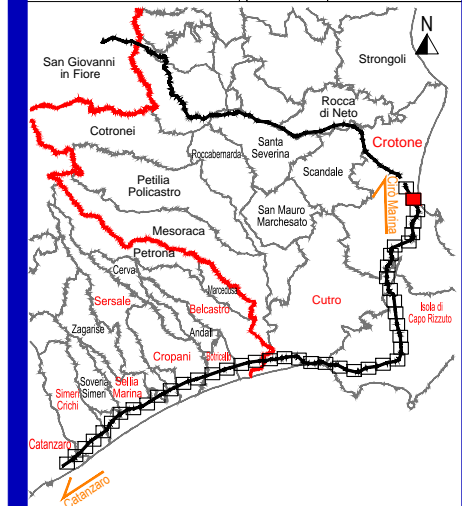 N
Strongoli
San Giovanni
in Fiore
Rocca
di Neto
Cotronei
Crotone
Santa
Severina
Roccabernarda
Scandale
Petilia
Policastro
Cirò Marina
San Mauro
Marchesato
Mesoraca
Petrona
Cerva
Marcedusa
Sersale
Belcastro
Cutro
Isola di
Capo Rizzuto
Zagarise
Andali
Cropani
Botricello
Soveria
Simeri
Sellia
Marina
Simeri
Crichi
Catanzaro
Catanzaro